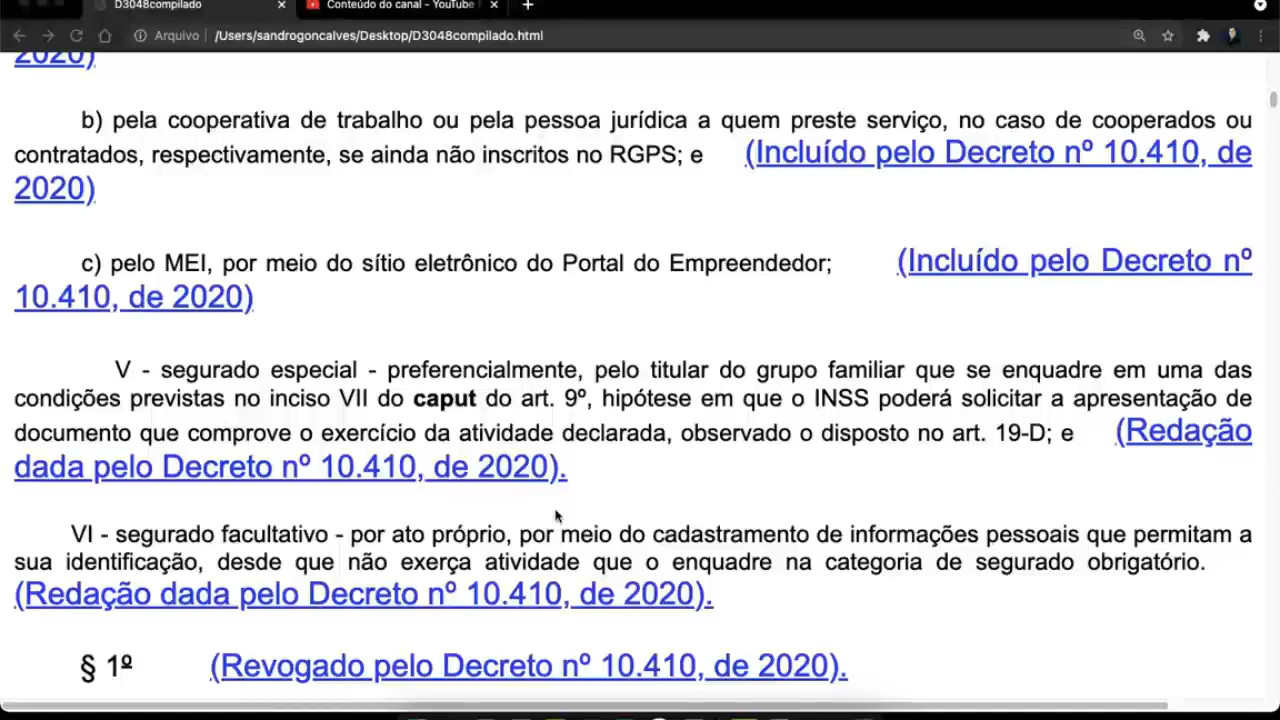 D3048compilado
Conteúdo do canal - YouTube
Arquivo
/Users/sandrogoncalves/Desktop/D3048compilado.html
2020)
b) pela cooperativa de trabalho ou pela pessoa jurídica a quem preste serviço, no caso de cooperados ou
contratados, respectivamente, se ainda não inscritos no RGPS; e (Incluído pelo Decreto nº 10.410, de
2020)
c) pelo MEI, por meio do sítio eletrônico do Portal do Empreendedor; (Incluído pelo Decreto nº
10.410, de 2020)
V - segurado especial - preferencialmente, pelo titular do grupo familiar que se enquadre em uma das
condições previstas no inciso VII do caput do art. 9º, hipótese em que o INSS poderá solicitar a apresentação de
documento que comprove o exercício da atividade declarada, observado o disposto no art. 19-D; e (Redação
dada pelo Decreto nº 10.410, de 2020).
VI - segurado facultativo - por ato próprio, por meio do cadastramento de informações pessoais que permitam a
sua identificação, desde que não exerça atividade que o enquadre na categoria de segurado obrigatório.
(Redação dada pelo Decreto nº 10.410, de 2020).
§ 1º (Revogado pelo Decreto nº 10.410, de 2020).